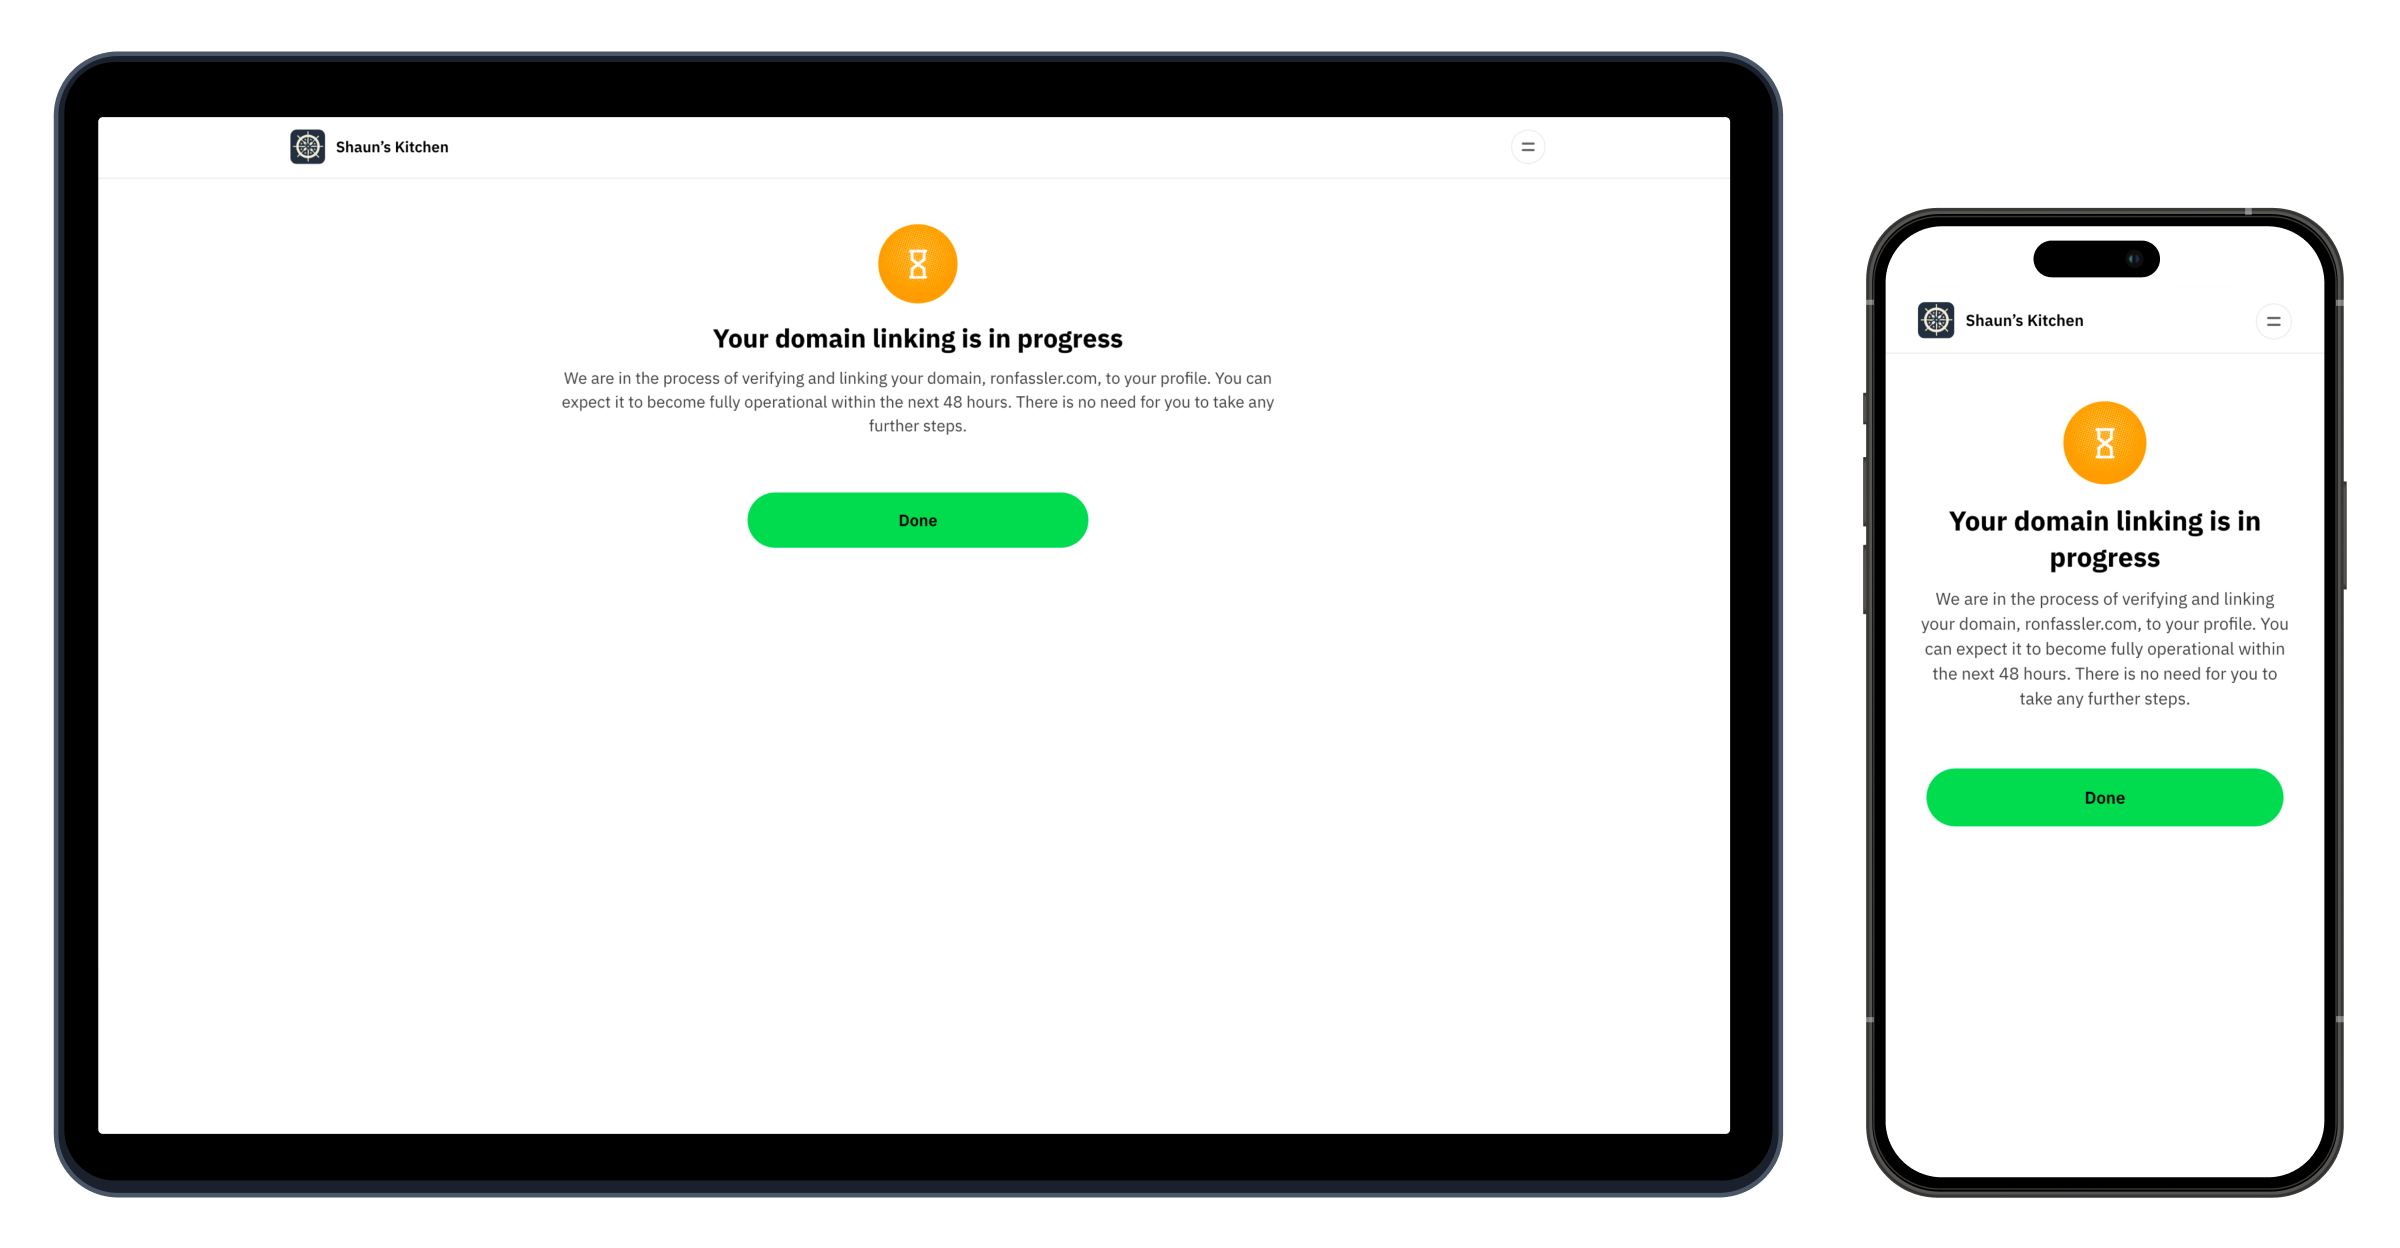 Shaun’s Kitchen
Your domain linking is in progress
We are in the process of verifying and linking your domain, ronfassler.com, to your profile. You can
expect it to become fully operational within the next 48 hours. There is no need for you to take any
further steps.
Done
Shaun’s Kitchen
Your domain linking is in
progress
We are in the process of verifying and linking
your domain, ronfassler.com, to your profile. You
can expect it to become fully operational within
the next 48 hours. There is no need for you to
take any further steps.
Done